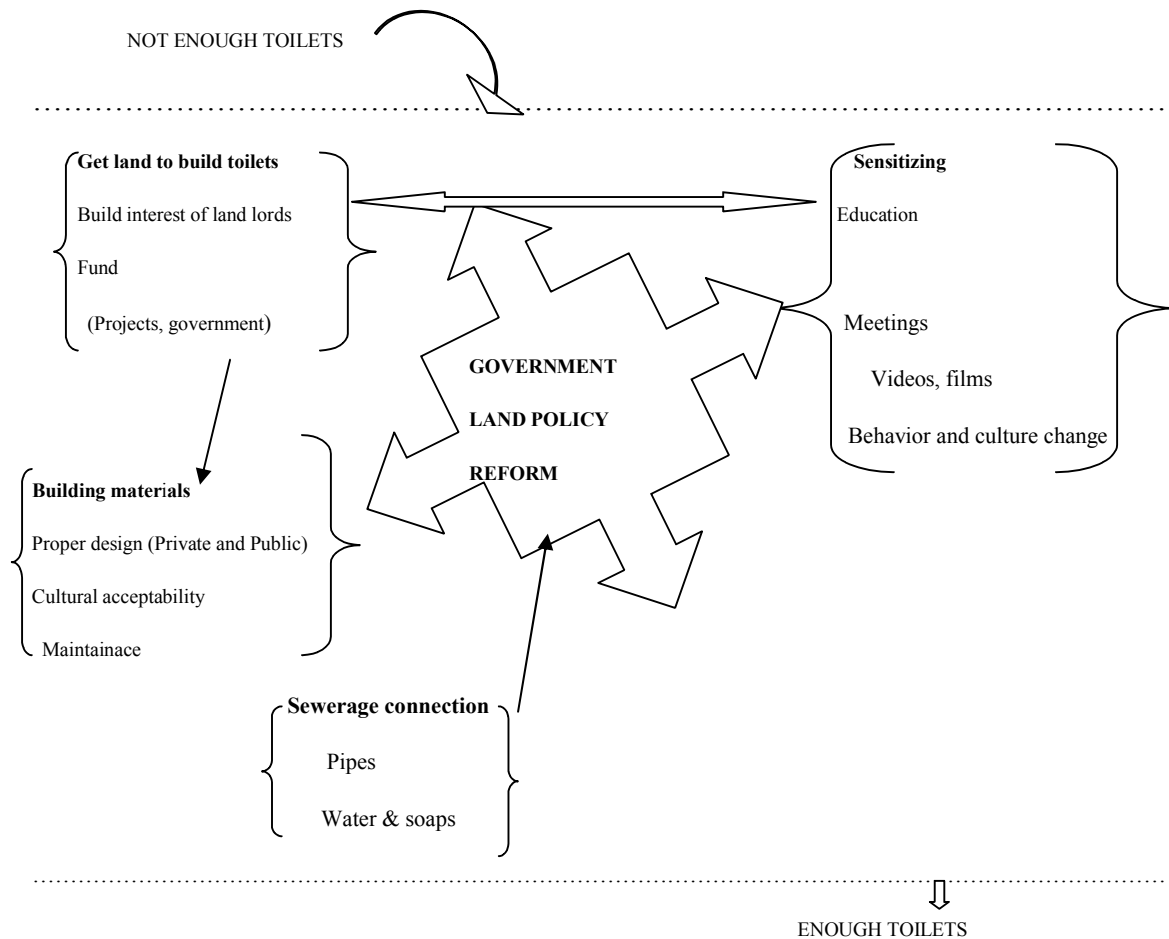 NOT ENOUGH TOILETS
Get land to build toilets
Build interest of land lords
Fund
(Projects, government)
Sensitizing
Education
Meetings
Videos, films
Behavior and culture change
GOVERNMENT
LAND POLICY
REFORM
Building materials
Proper design (Private and Public)
Cultural acceptability
Maintainace
Sewerage connection
Pipes
Water & soaps
ENOUGH TOILETS